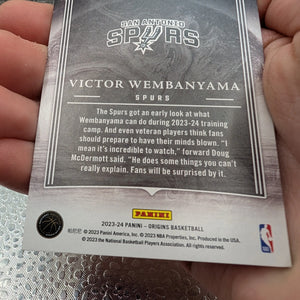 SAN ANTONIO
SPURS
VICTOR WEMBANYAMA
SPURS
The Spurs got an early look at what
Wembanyama can do during 2023-24 training
camp. And even veteran players think fans
should prepare to have their minds blown. "I
mean it's incredible to watch," forward Doug
McDermott said. "He does some things you can't
really explain. Fans will be surprised by it.
PANINI
2023-24 PANINI – ORIGINS BASKETBALL
© 2023 Panini America, Inc. © 2023 NBA Properties, Inc. Produced in the USA.
© 2023 the National Basketball Players Association. All rights reserved.